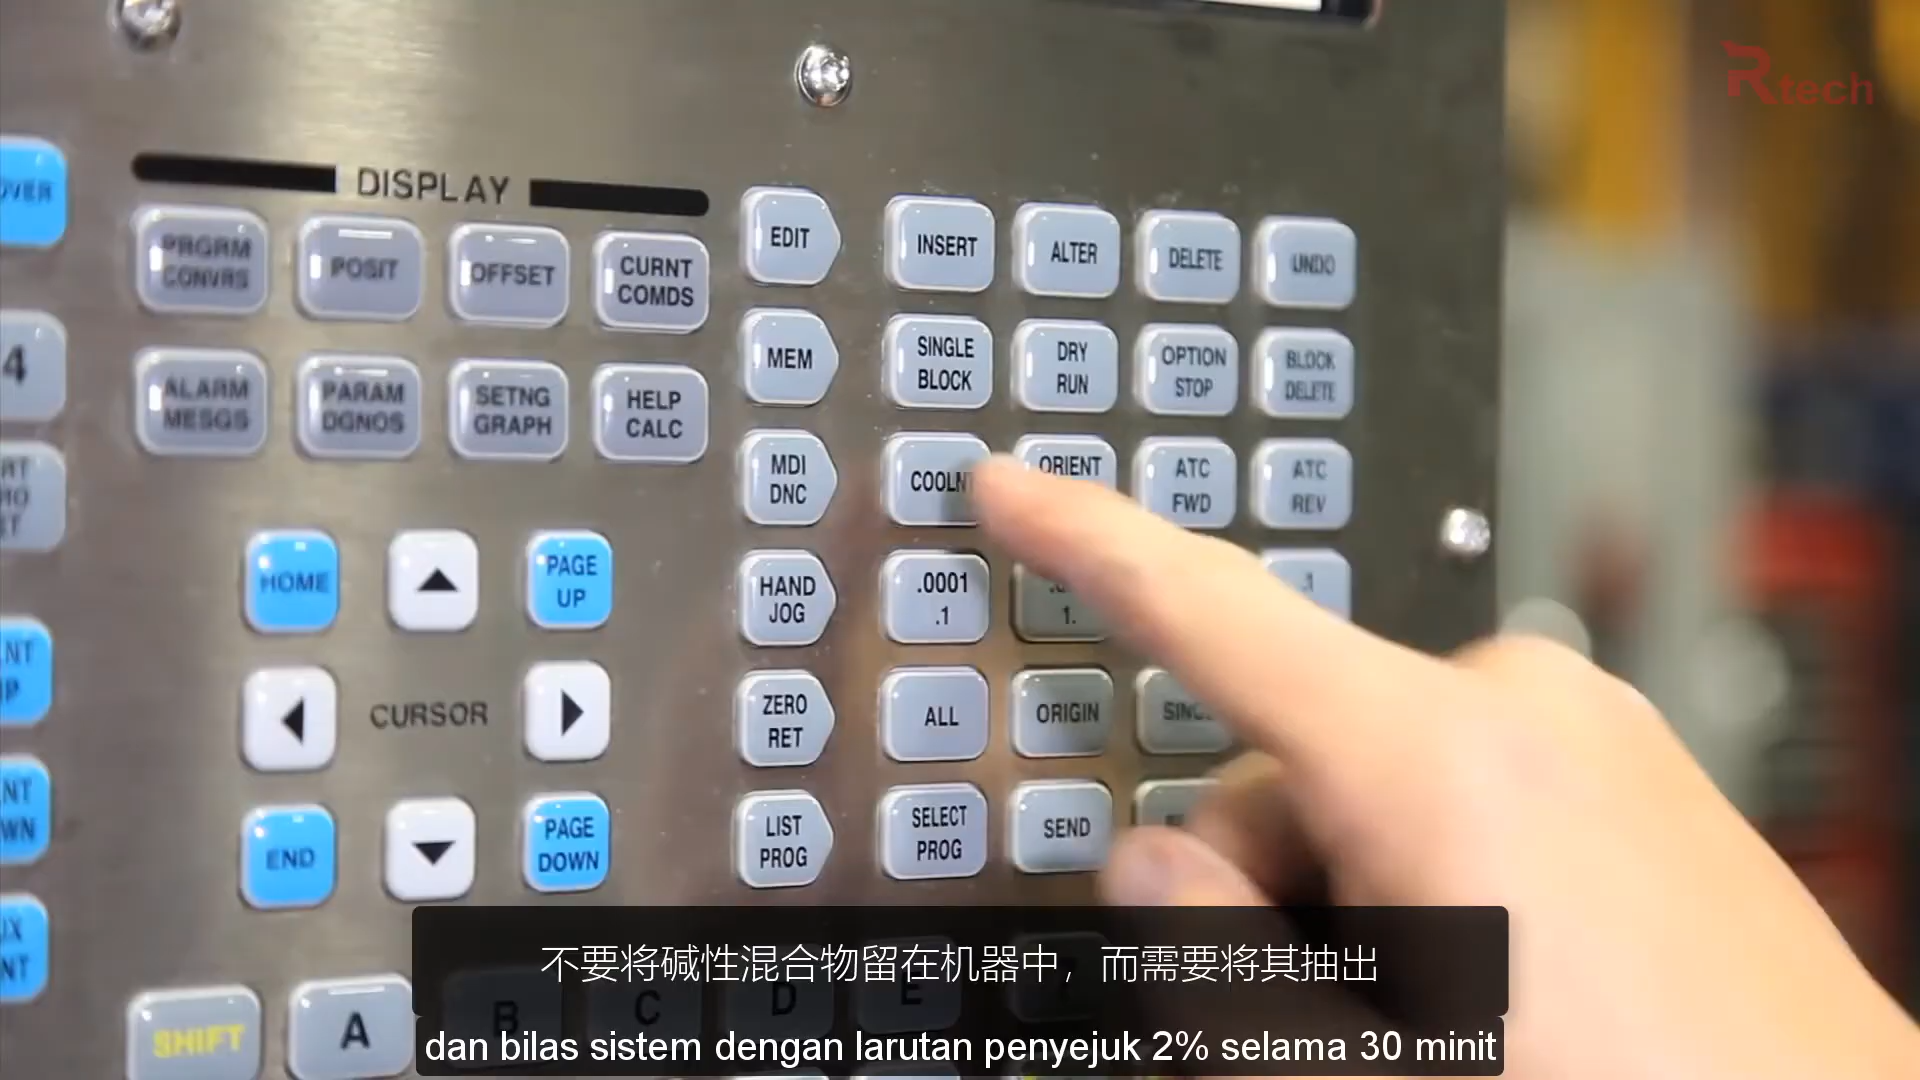 Rtech
DISPLAY
PRGRM CONVRS
POSIT
OFFSET
CURNT COMDS
ALARM MESGS
PARAM DGNOS
SETNG GRAPH
HELP CALC
4
HOME
PAGE UP
CURSOR
END
PAGE DOWN
SHIFT
A
B
C
D
E
EDIT
INSERT
ALTER
DELETE
UNDO
MEM
SINGLE BLOCK
DRY RUN
OPTION STOP
BLOCK DELETE
MDI DNC
ORIENT
ATC FWD
ATC REV
HAND JOG
.0001 .1
1.
.1
ZERO RET
ALL
ORIGIN
LIST PROG
SELECT PROG
SEND
不要将碱性混合物留在机器中，而需要将其抽出
dan bilas sistem dengan larutan penyejuk 2% selama 30 minit